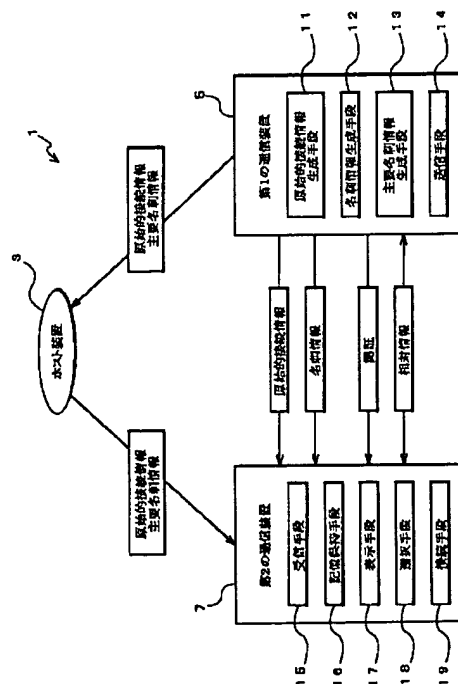 1
3
ホスト装置
原始的接続情報
主要名刺情報
原始的接続情報
主要名刺情報
7
第2の通信装置
受信手段
15
記憶保持手段
16
表示手段
17
選択手段
18
接続手段
19
原始的接続情報
名刺情報
認証
相対情報
5
第1の通信装置
原始的接続情報
生成手段
11
名刺情報生成手段
12
主要名刺情報
生成手段
13
送信手段
14